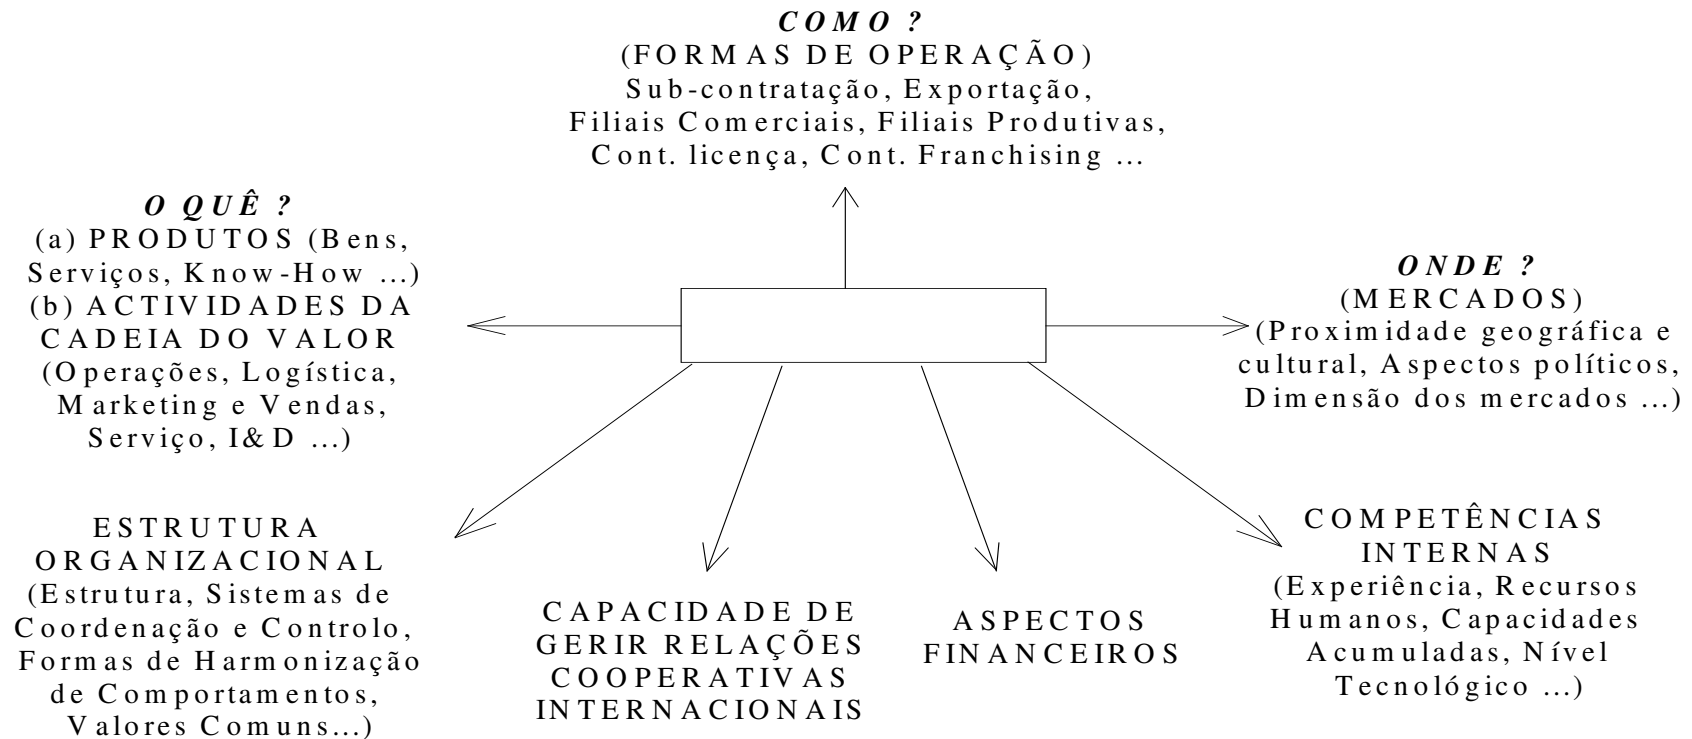 COMO ?
(FORMAS DE OPERAÇÃO)
Sub-contratação, Exportação,
Filiais Comerciais, Filiais Produtivas,
Cont. licença, Cont. Franchising ...
O QUÊ ?
(a) PRODUTOS (Bens,
Serviços, Know-How ...)
(b) ACTIVIDADES DA
CADEIA DO VALOR
(Operações, Logística,
Marketing e Vendas,
Serviço, I&D ...)
ONDE ?
(MERCADOS)
(Proximidade geográfica e
cultural, Aspectos políticos,
Dimensão dos mercados ...)
ESTRUTURA
ORGANIZACIONAL
(Estrutura, Sistemas de
Coordenação e Controlo,
Formas de Harmonização
de Comportamentos,
Valores Comuns...)
CAPACIDADE DE
GERIR RELAÇÕES
COOPERATIVAS
INTERNACIONAIS
ASPECTOS
FINANCEIROS
COMPETÊNCIAS
INTERNAS
(Experiência, Recursos
Humanos, Capacidades
Acumuladas, Nível
Tecnológico ...)